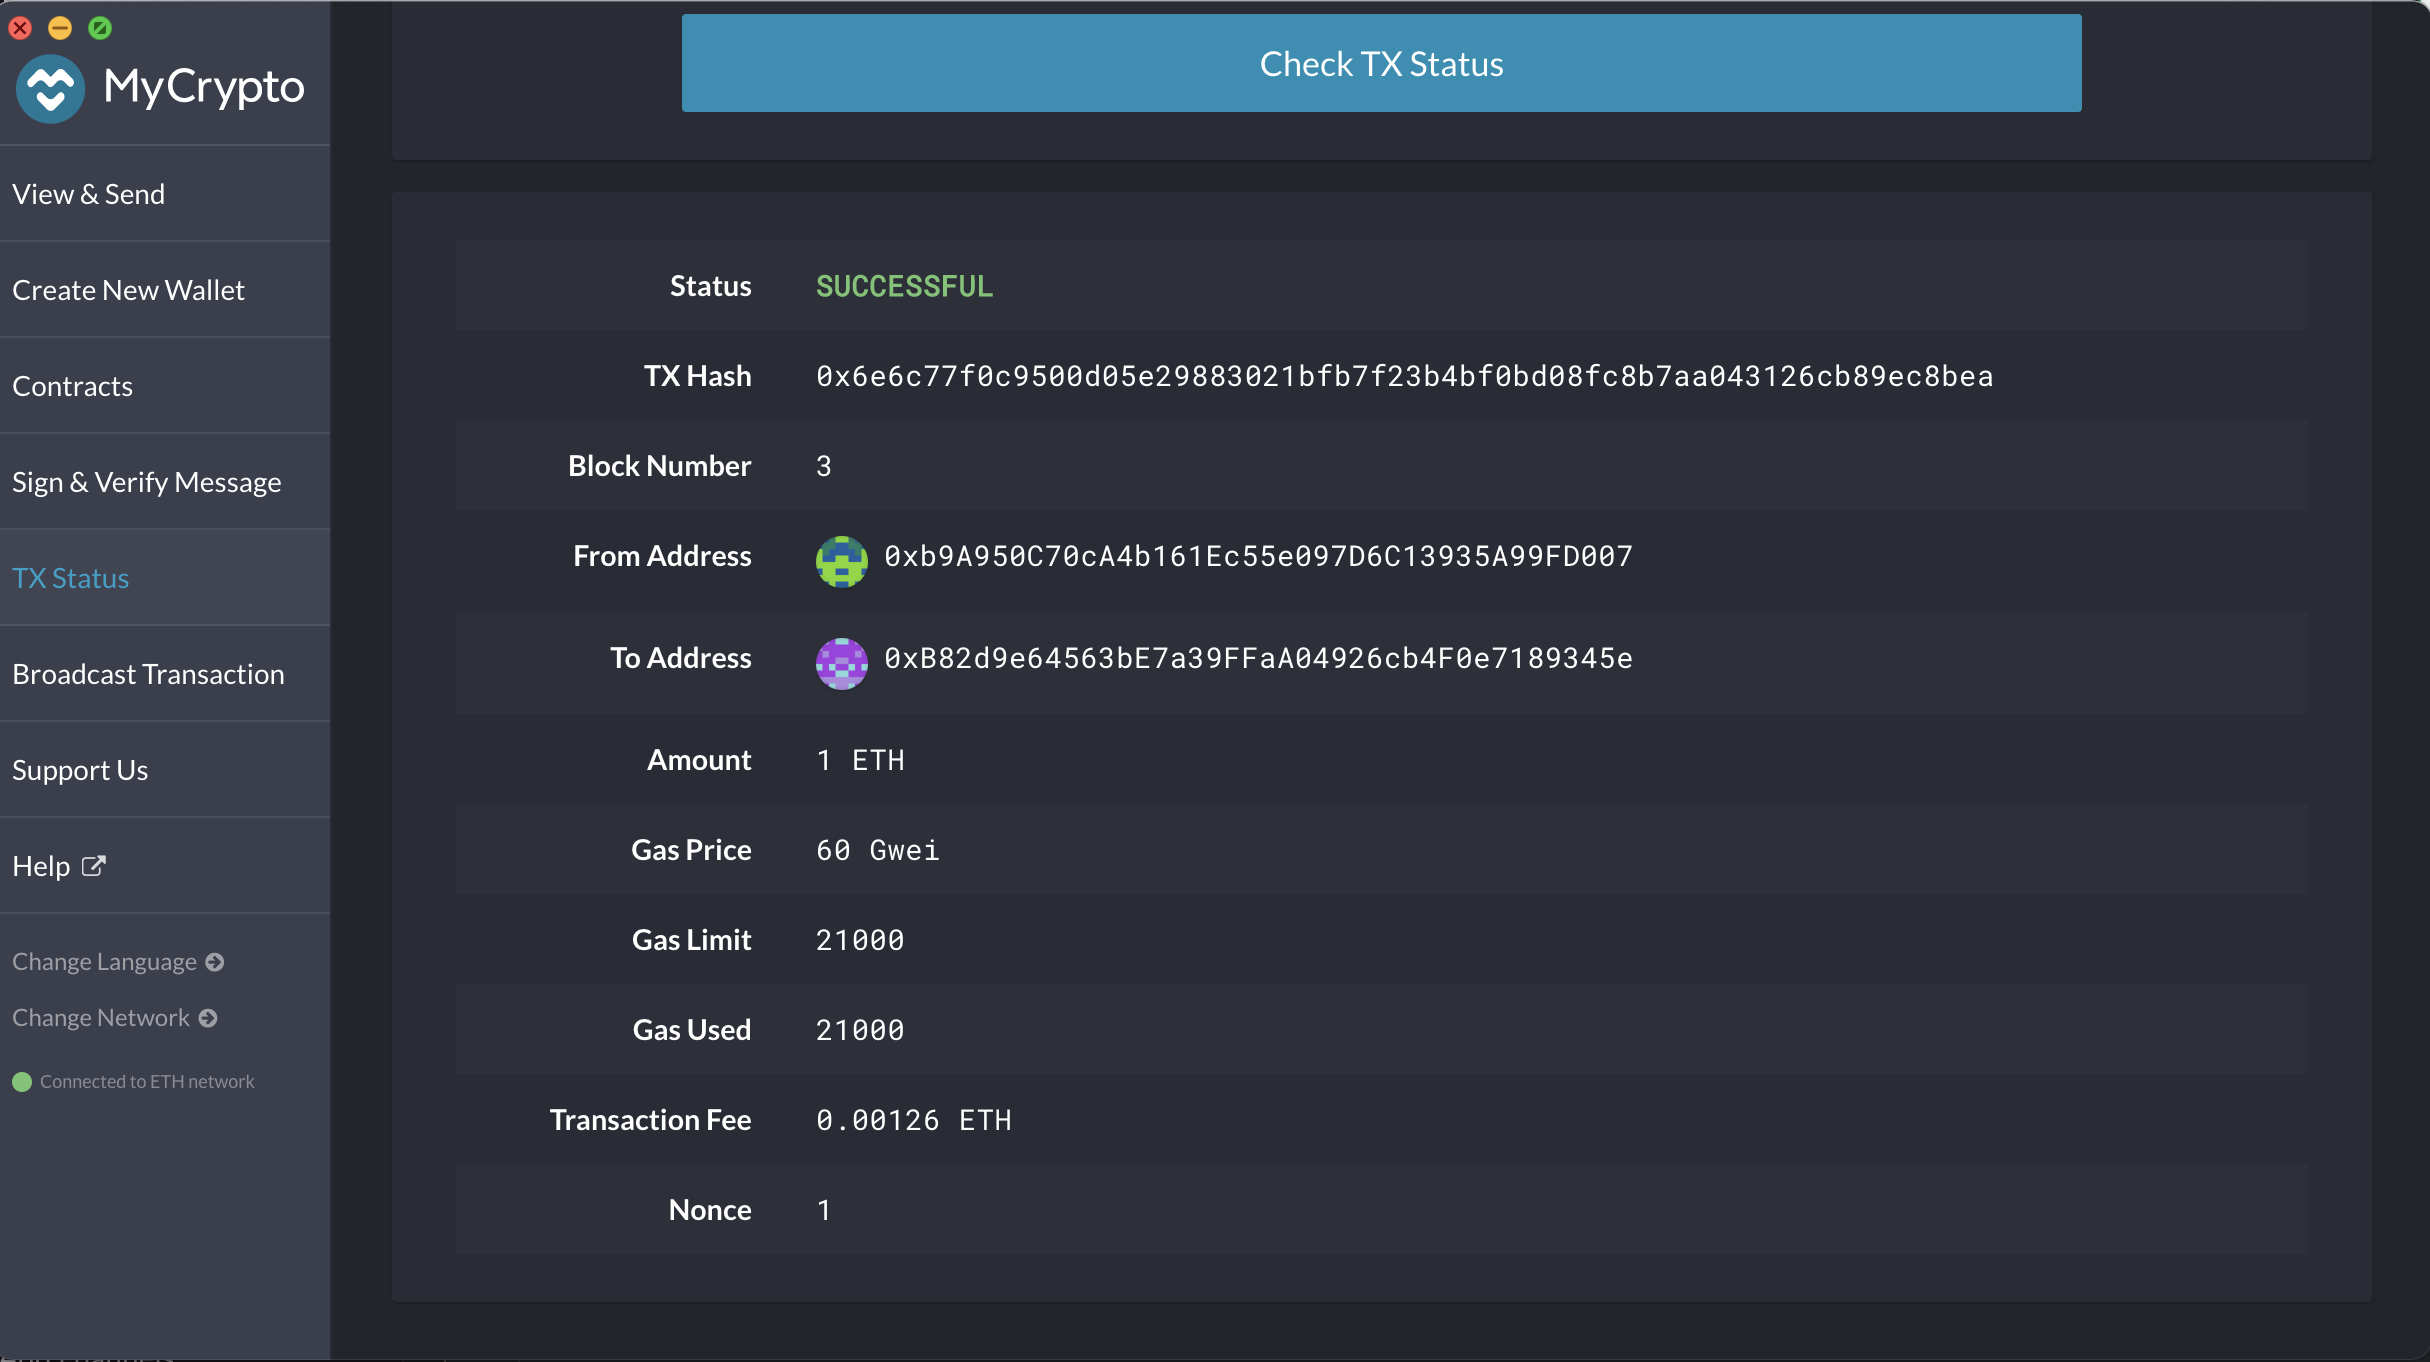 MyCrypto
View & Send
Create New Wallet
Contracts
Sign & Verify Message
TX Status
Broadcast Transaction
Support Us
Help
Change Language
Change Network
Connected to ETH network
Check TX Status
Status SUCCESSFUL
TX Hash 0x6e6c77f0c9500d05e29883021bfb7f23b4bf0bd08fc8b7aa043126cb89ec8bea
Block Number 3
From Address 0xb9A950C70cA4b161Ec55e097D6C13935A99FD007
To Address 0xB82d9e64563bE7a39FFaA04926cb4F0e7189345e
Amount 1 ETH
Gas Price 60 Gwei
Gas Limit 21000
Gas Used 21000
Transaction Fee 0.00126 ETH
Nonce 1